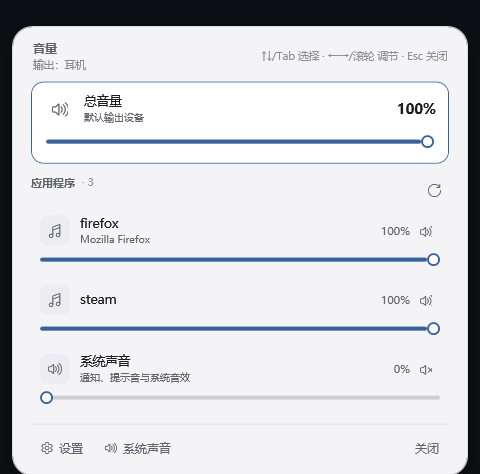 音量
输出：耳机
↑↓/Tab 选择 · ←→/滚轮 调节 · Esc 关闭
总音量
默认输出设备
100%
应用程序 · 3
firefox
Mozilla Firefox
100%
steam
100%
系统声音
通知、提示音与系统音效
0%
设置 系统声音 关闭